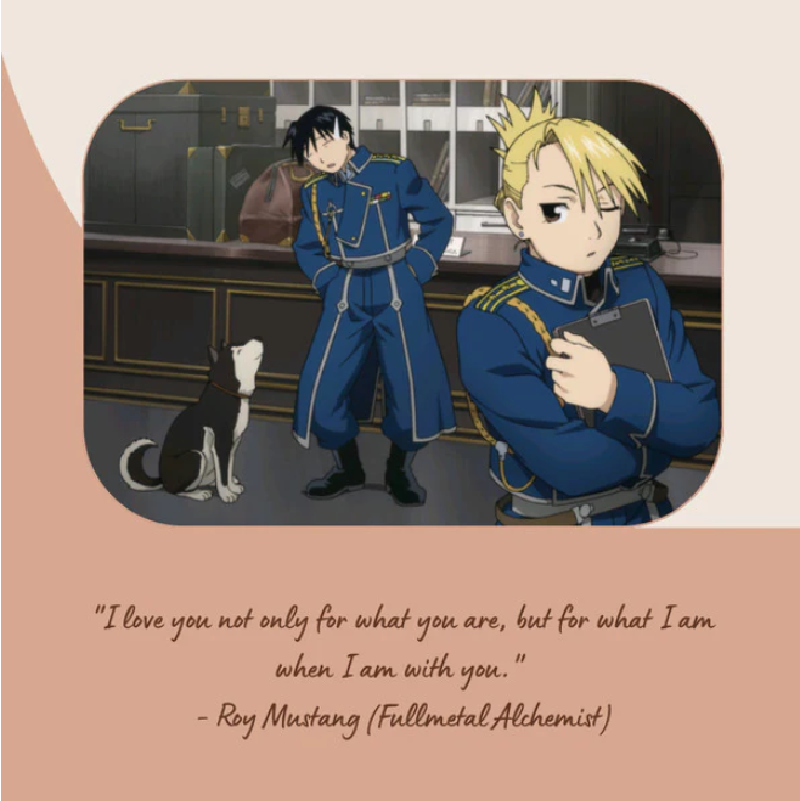 "I love you not only for what you are, but for what I am
when I am with you."
- Roy Mustang (Fullmetal Alchemist)